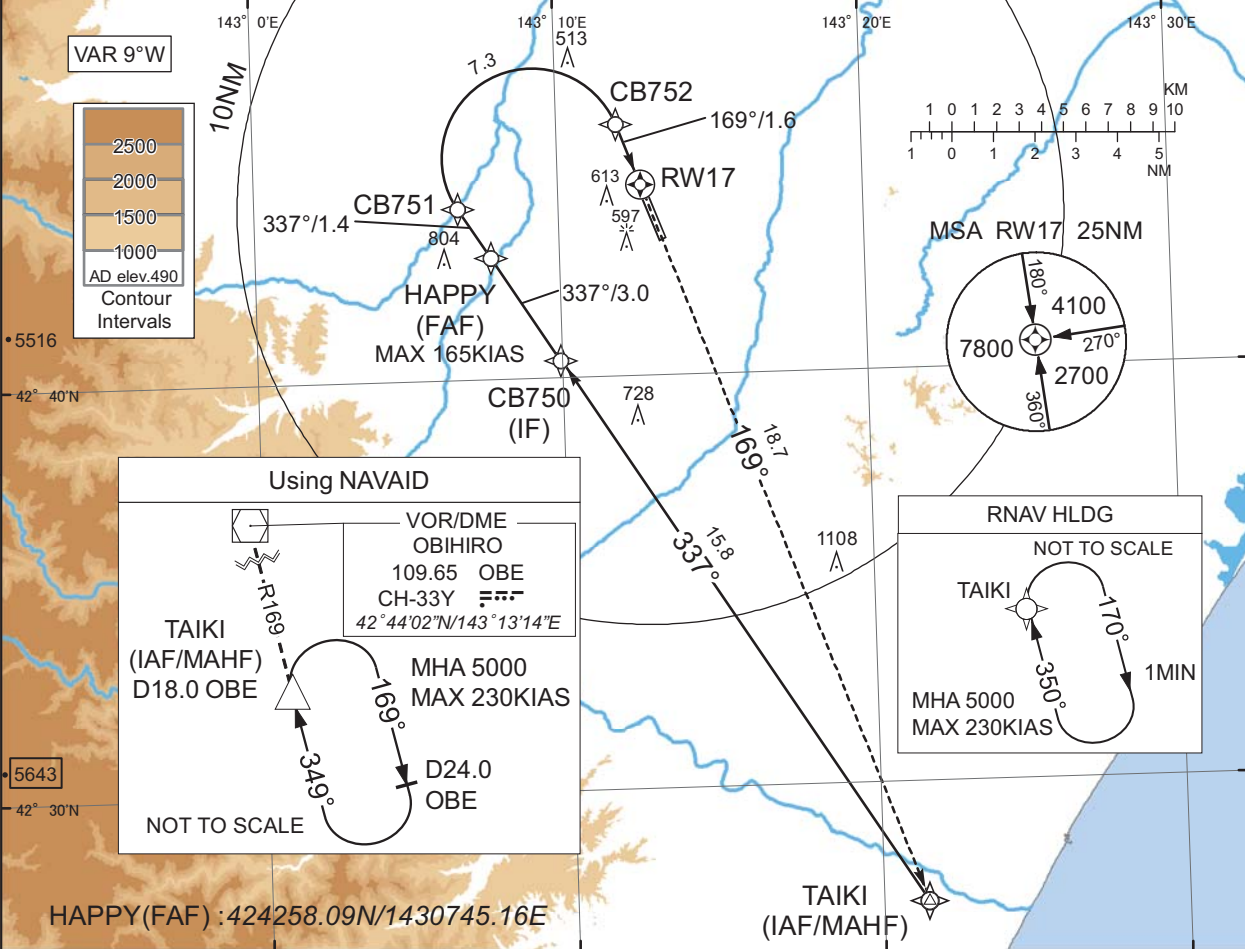 143° 0'E
143° 10'E
143° 20'E
143° 30'E
VAR 9°W
10NM
2500
2000
1500
1000
AD elev.490
Contour
Intervals
7.3
513
CB752
169°/1.6
RW17
613
597
CB751
337°/1.4
804
HAPPY
(FAF)
MAX 165KIAS
337°/3.0
CB750
(IF)
728
KM
1 0 1 2 3 4 5 6 7 8 9 10
1 0 1 2 3 4 5
NM
MSA RW17 25NM
180°
4100
7800
270°
2700
360°
5516
42° 40'N
18.7
169°
15.8
337°
1108
Using NAVAID
VOR/DME
OBIHIRO
109.65 OBE
CH-33Y
42°44'02"N/143°13'14"E
R169
TAIKI
(IAF/MAHF)
D18.0 OBE
MHA 5000
MAX 230KIAS
169°
349°
D24.0
OBE
NOT TO SCALE
RNAV HLDG
NOT TO SCALE
TAIKI
170°
1MIN
350°
MHA 5000
MAX 230KIAS
5643
42° 30'N
TAIKI
(IAF/MAHF)
HAPPY(FAF) : 424258.09N/1430745.16E